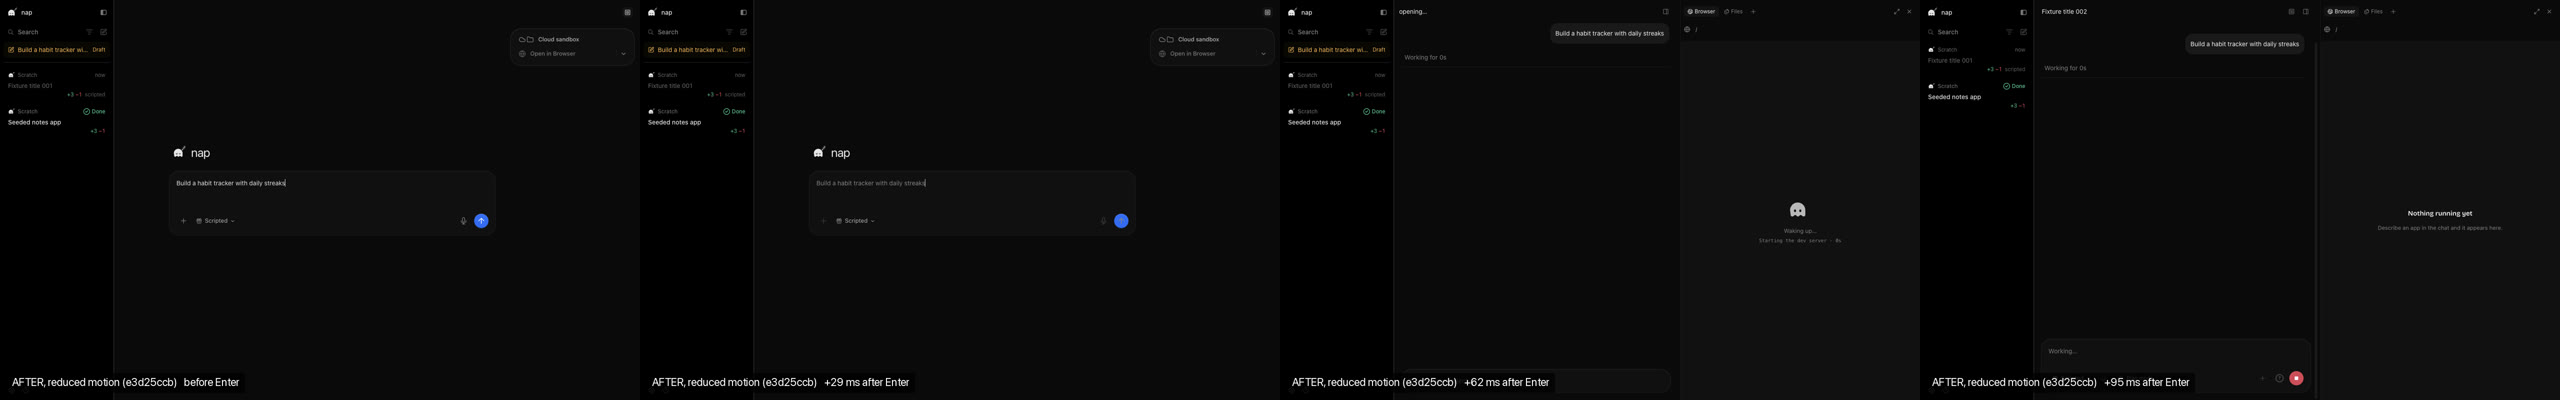 nap
Search
Build a habit tracker wi... Draft
Scratch now
Fixture title 001
+3 -1 scripted
Scratch Done
Seeded notes app
+3 -1
Cloud sandbox
Open in Browser
nap
Build a habit tracker with daily streaks
Scripted
AFTER, reduced motion (e3d25ccb) before Enter
nap
Search
Build a habit tracker wi... Draft
Scratch now
Fixture title 001
+3 -1 scripted
Scratch Done
Seeded notes app
+3 -1
Cloud sandbox
Open in Browser
nap
Build a habit tracker with daily streaks
Scripted
AFTER, reduced motion (e3d25ccb) +29 ms after Enter
nap
Search
Build a habit tracker wi... Draft
Scratch now
Fixture title 001
+3 -1 scripted
Scratch Done
Seeded notes app
+3 -1
opening...
Build a habit tracker with daily streaks
Working for 0s
Browser Files +
/
Waking up...
Starting the dev server · 0s
AFTER, reduced motion (e3d25ccb) +62 ms after Enter
nap
Search
Scratch now
Fixture title 001
+3 -1 scripted
Scratch Done
Seeded notes app
+3 -1
Fixture title 002
Build a habit tracker with daily streaks
Working for 0s
Working...
Browser Files +
/
Nothing running yet
Describe an app in the chat and it appears here.
AFTER, reduced motion (e3d25ccb) +95 ms after Enter